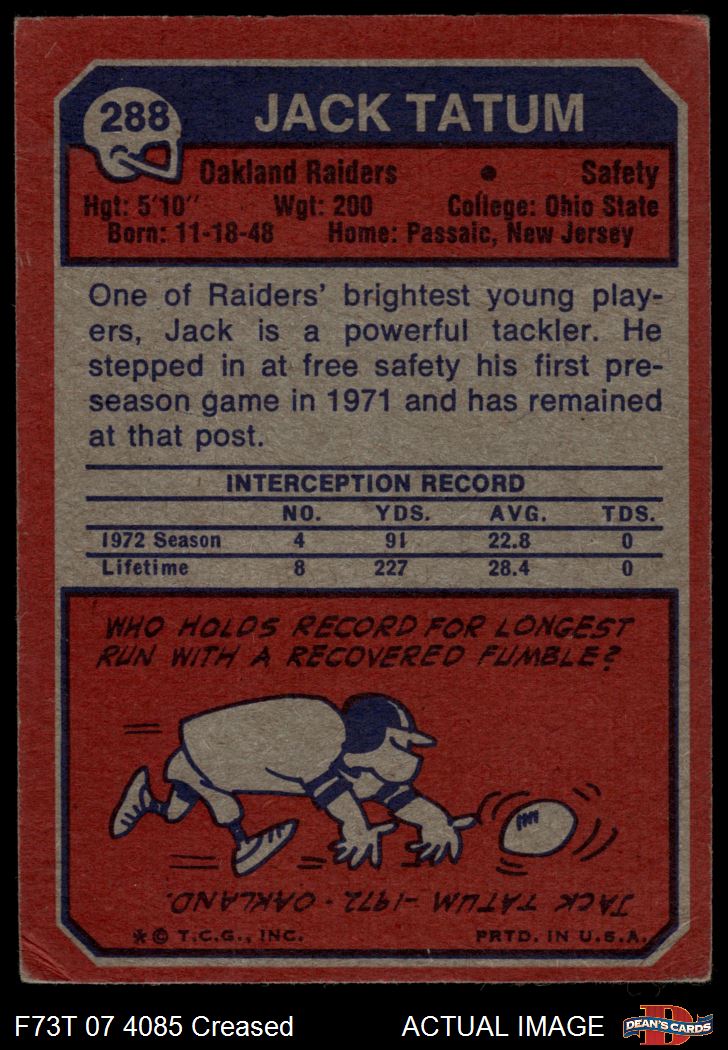 288
JACK TATUM
Oakland Raiders • Safety
Hgt: 5'10" Wgt: 200 College: Ohio State
Born: 11-18-48 Home: Passaic, New Jersey
One of Raiders' brightest young play-
ers, Jack is a powerful tackler. He
stepped in at free safety his first pre-
season game in 1971 and has remained
at that post.
INTERCEPTION RECORD
NO. YDS. AVG. TDS.
1972 Season 4 91 22.8 0
Lifetime 8 227 28.4 0
WHO HOLDS RECORD FOR LONGEST
RUN WITH A RECOVERED FUMBLE?
JACK TATUM -1972 - OAKLAND.
* © T.C.G., INC. PRTD. IN U.S.A.
F73T 07 4085 Creased ACTUAL IMAGE
D
DEAN'S CARDS